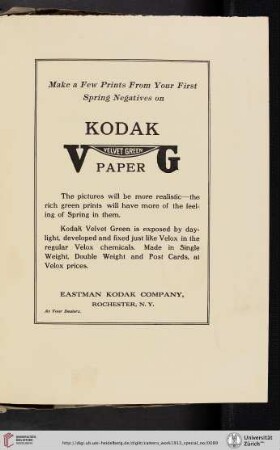 Make a Few Prints From Your First
Spring Negatives on
KODAK
V VELVET GREEN G
PAPER
The pictures will be more realistic—the
rich green prints will have more of the feel-
ing of Spring in them.
Kodak Velvet Green is exposed by day-
light, developed and fixed just like Velox in the
regular Velox chemicals. Made in Single
Weight, Double Weight and Post Cards, at
Velox prices.
EASTMAN KODAK COMPANY,
ROCHESTER, N. Y.
At Your Dealers.
UNIVERSITÄTS-
BIBLIOTHEK
HEIDELBERG